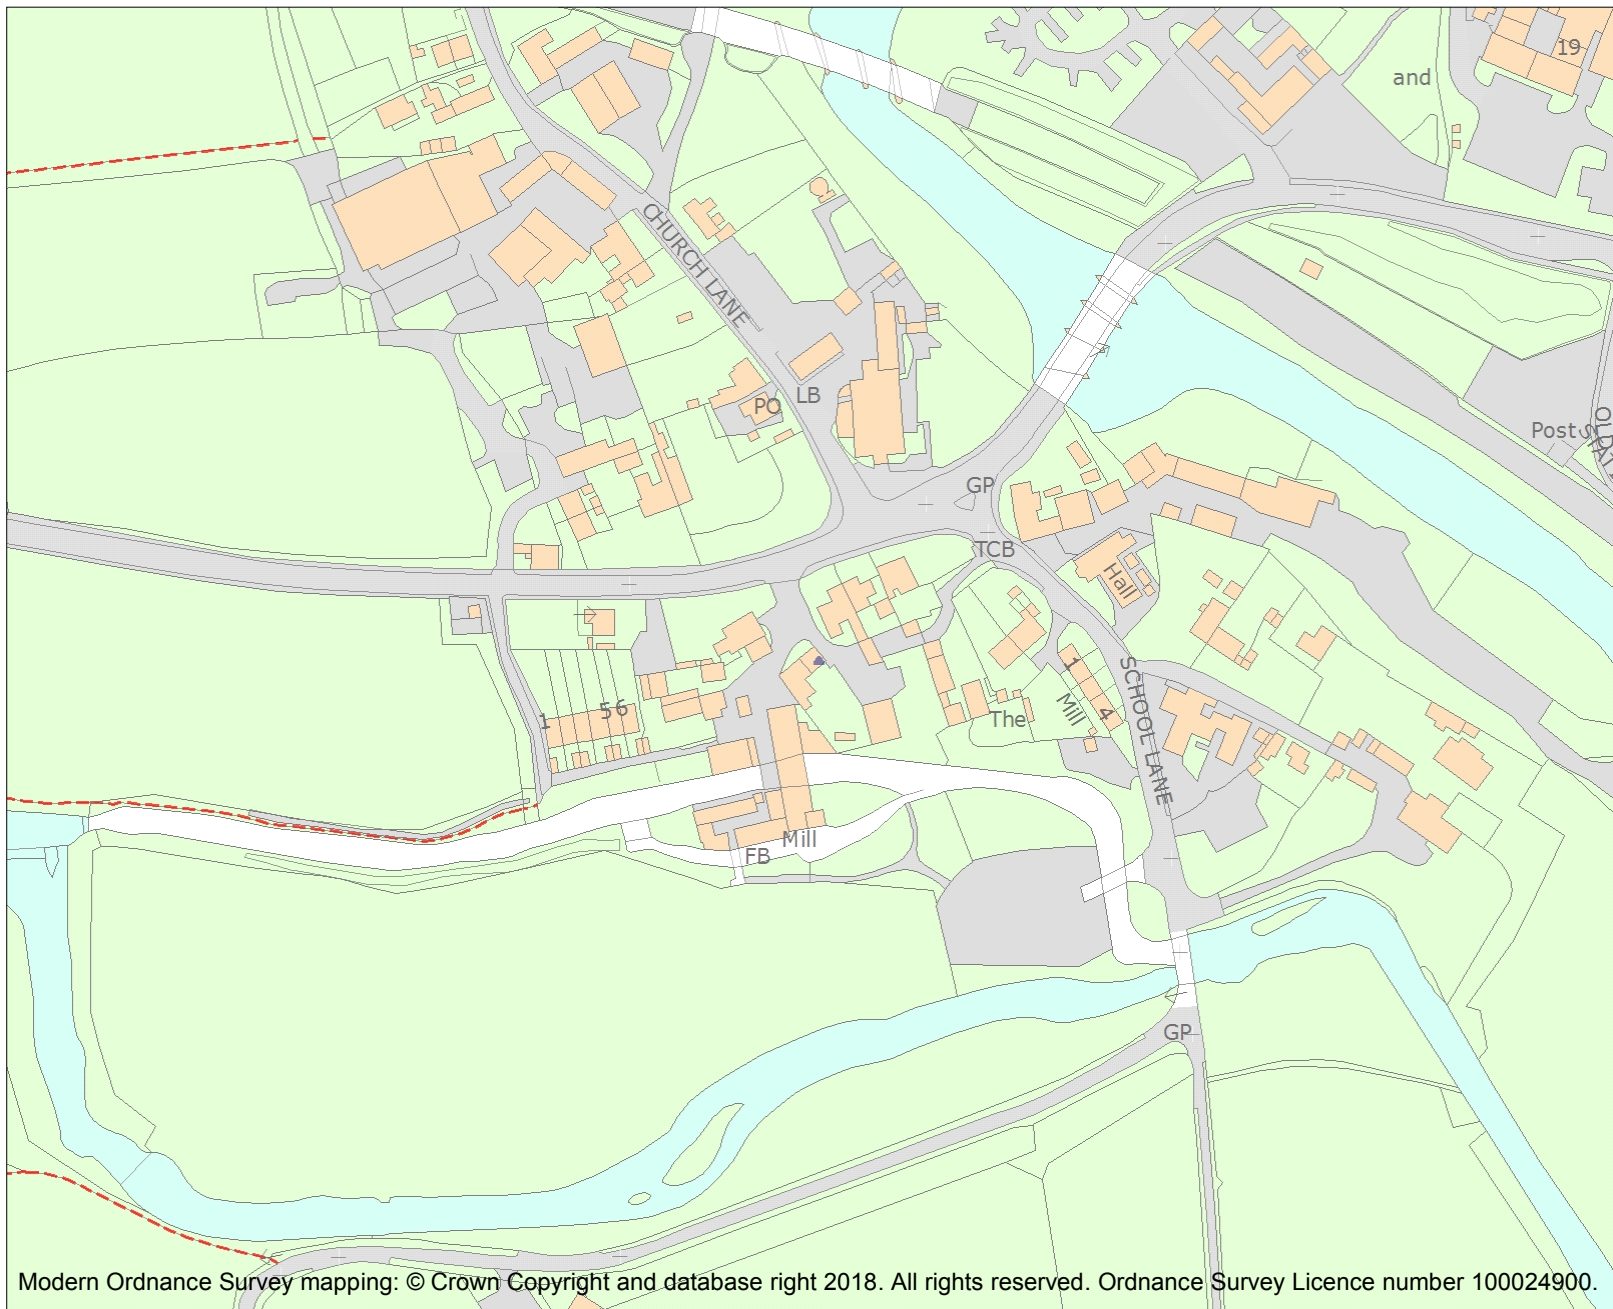 19
and
CHURCH LANE
PO
LB
Post
OLD
GP
TCB
Hall
1
5 6
1
4
Mill
The
SCHOOL LANE
Mill
FB
GP
Modern Ordnance Survey mapping: © Crown Copyright and database right 2018. All rights reserved. Ordnance Survey Licence number 100024900.